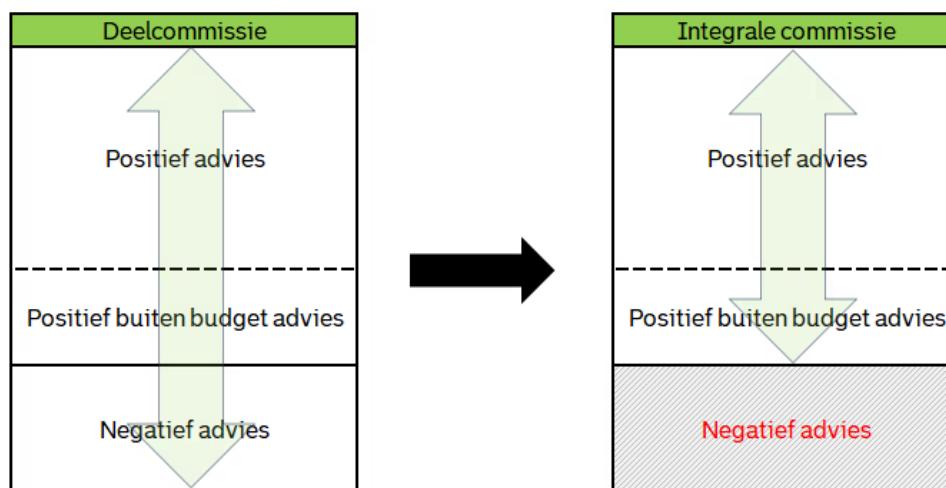 Deelcommissie
Positief advies
Positief buiten budget advies
Negatief advies
Integrale commissie
Positief advies
Positief buiten budget advies
Negatief advies